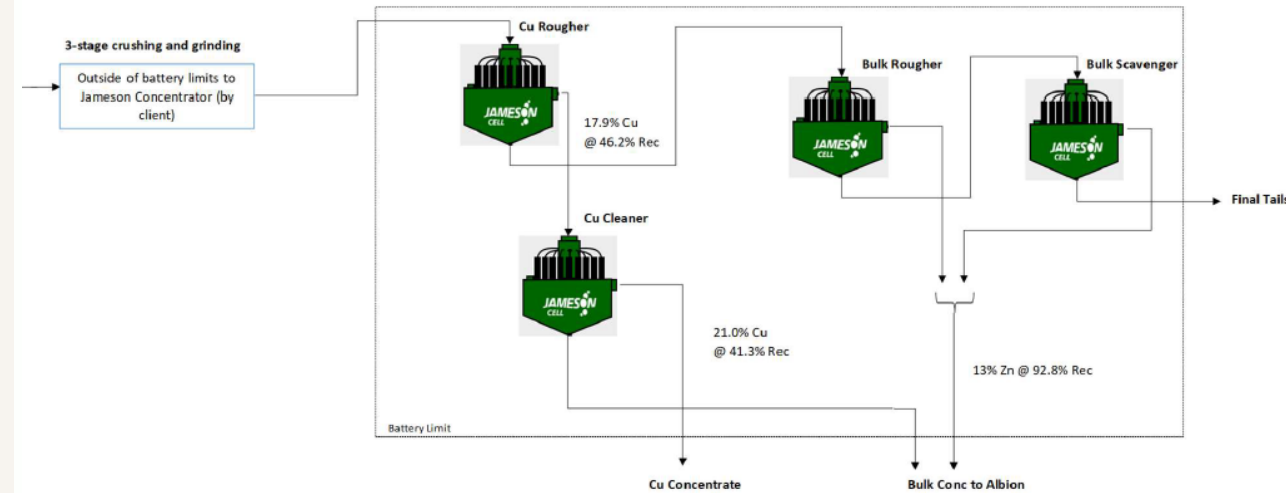 3-stage crushing and grinding
Outside of battery limits to
Jameson Concentrator (by
client)
Cu Rougher
JAMESON
CELL
17.9% Cu
@ 46.2% Rec
Bulk Rougher
JAMESON
CELL
Bulk Scavenger
JAMESON
CELL
Final Tails
Cu Cleaner
JAMESON
CELL
21.0% Cu
@ 41.3% Rec
13% Zn @ 92.8% Rec
Battery Limit
Cu Concentrate
Bulk Conc to Albion